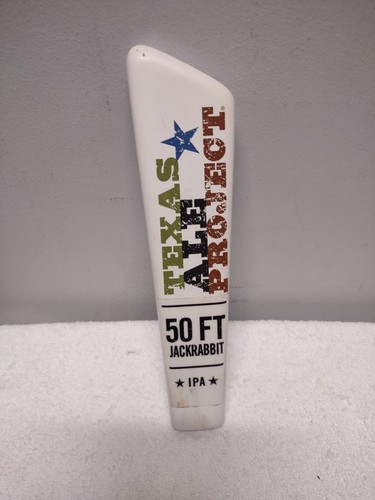 TEXAS
ALE
PROJECT®
50 FT
JACKRABBIT
★ IPA ★